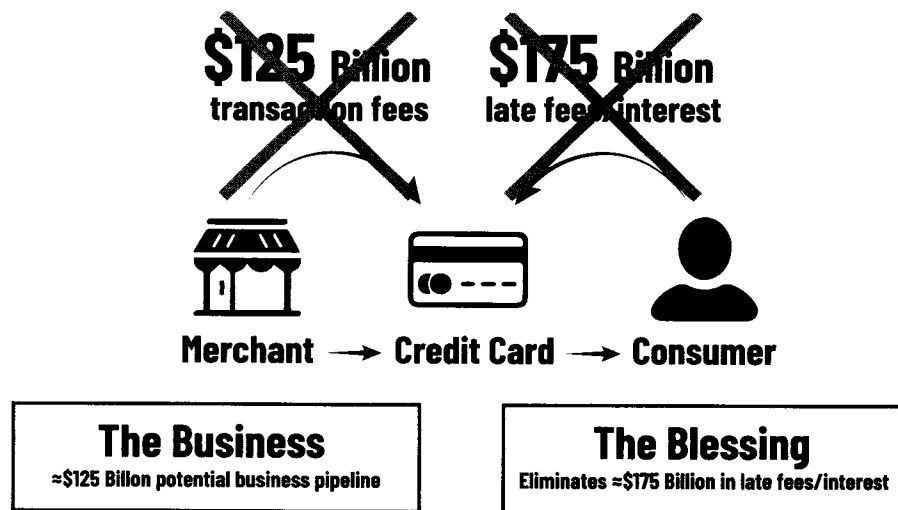 $125 Billion
transaction fees
$175 Billion
late fees/interest
Merchant → Credit Card → Consumer
The Business
≈$125 Billon potential business pipeline
The Blessing
Eliminates ≈$175 Billion in late fees/interest